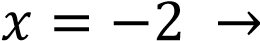 x = −2 →